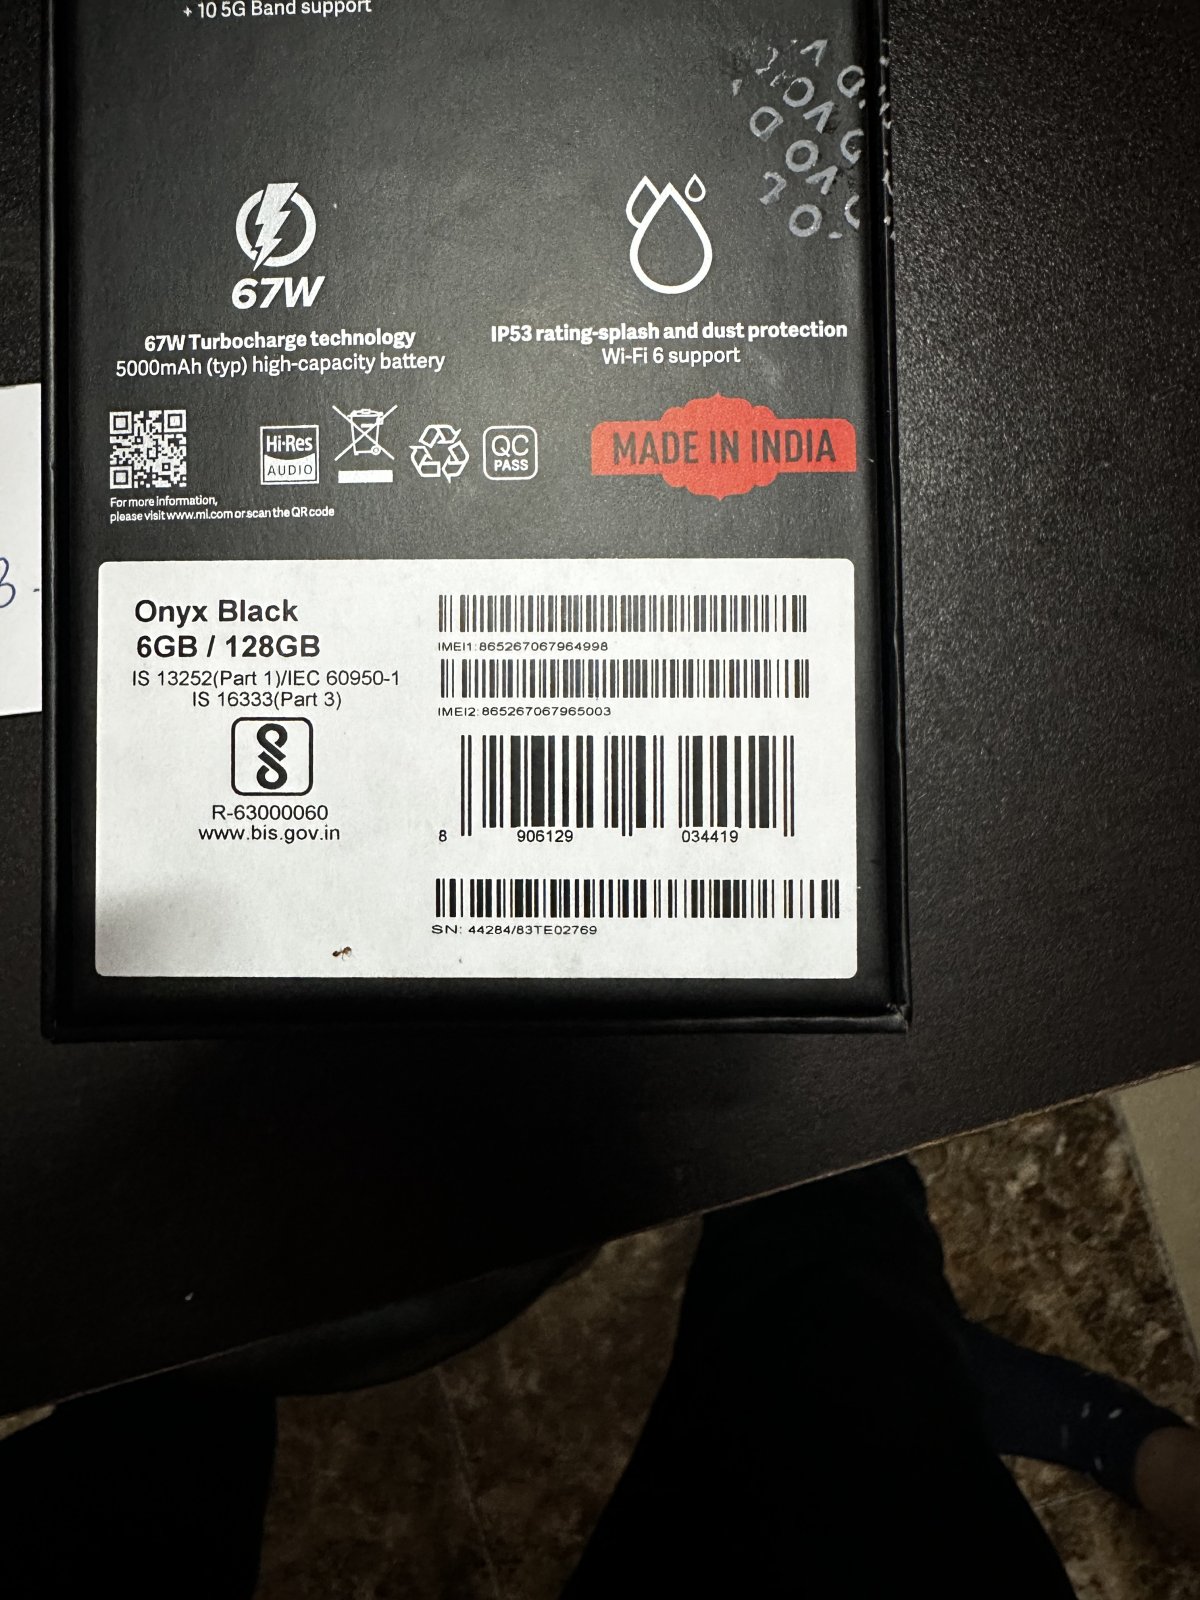 + 10 5G Band support
VOID
VOID
67W
67W Turbocharge technology
5000mAh (typ) high-capacity battery
IP53 rating-splash and dust protection
Wi-Fi 6 support
Hi-Res
AUDIO
QC
PASS
MADE IN INDIA
For more information,
please visit www.mi.com or scan the QR code
Onyx Black
6GB / 128GB
IS 13252(Part 1)/IEC 60950-1
IS 16333(Part 3)
R-63000060
www.bis.gov.in
IMEI1: 865267067964998
IMEI2: 865267067965003
8 906129 034419
SN: 44284/83TE02769